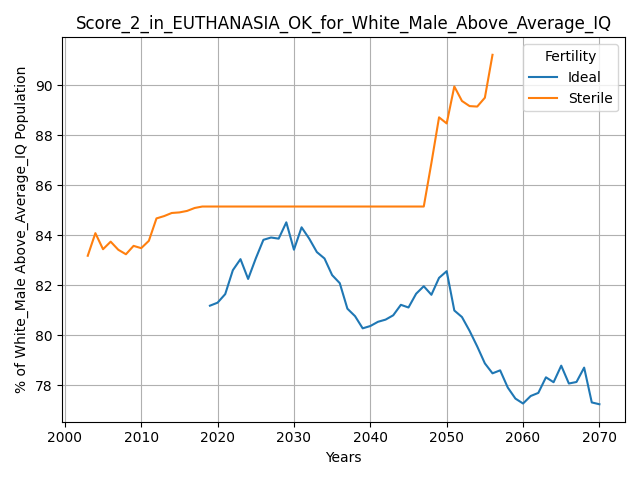 Score_2_in_EUTHANASIA_OK_for_White_Male_Above_Average_IQ
% of White_Male Above_Average_IQ Population
90
88
86
84
82
80
78
Fertility
Ideal
Sterile
2000 2010 2020 2030 2040 2050 2060 2070
Years